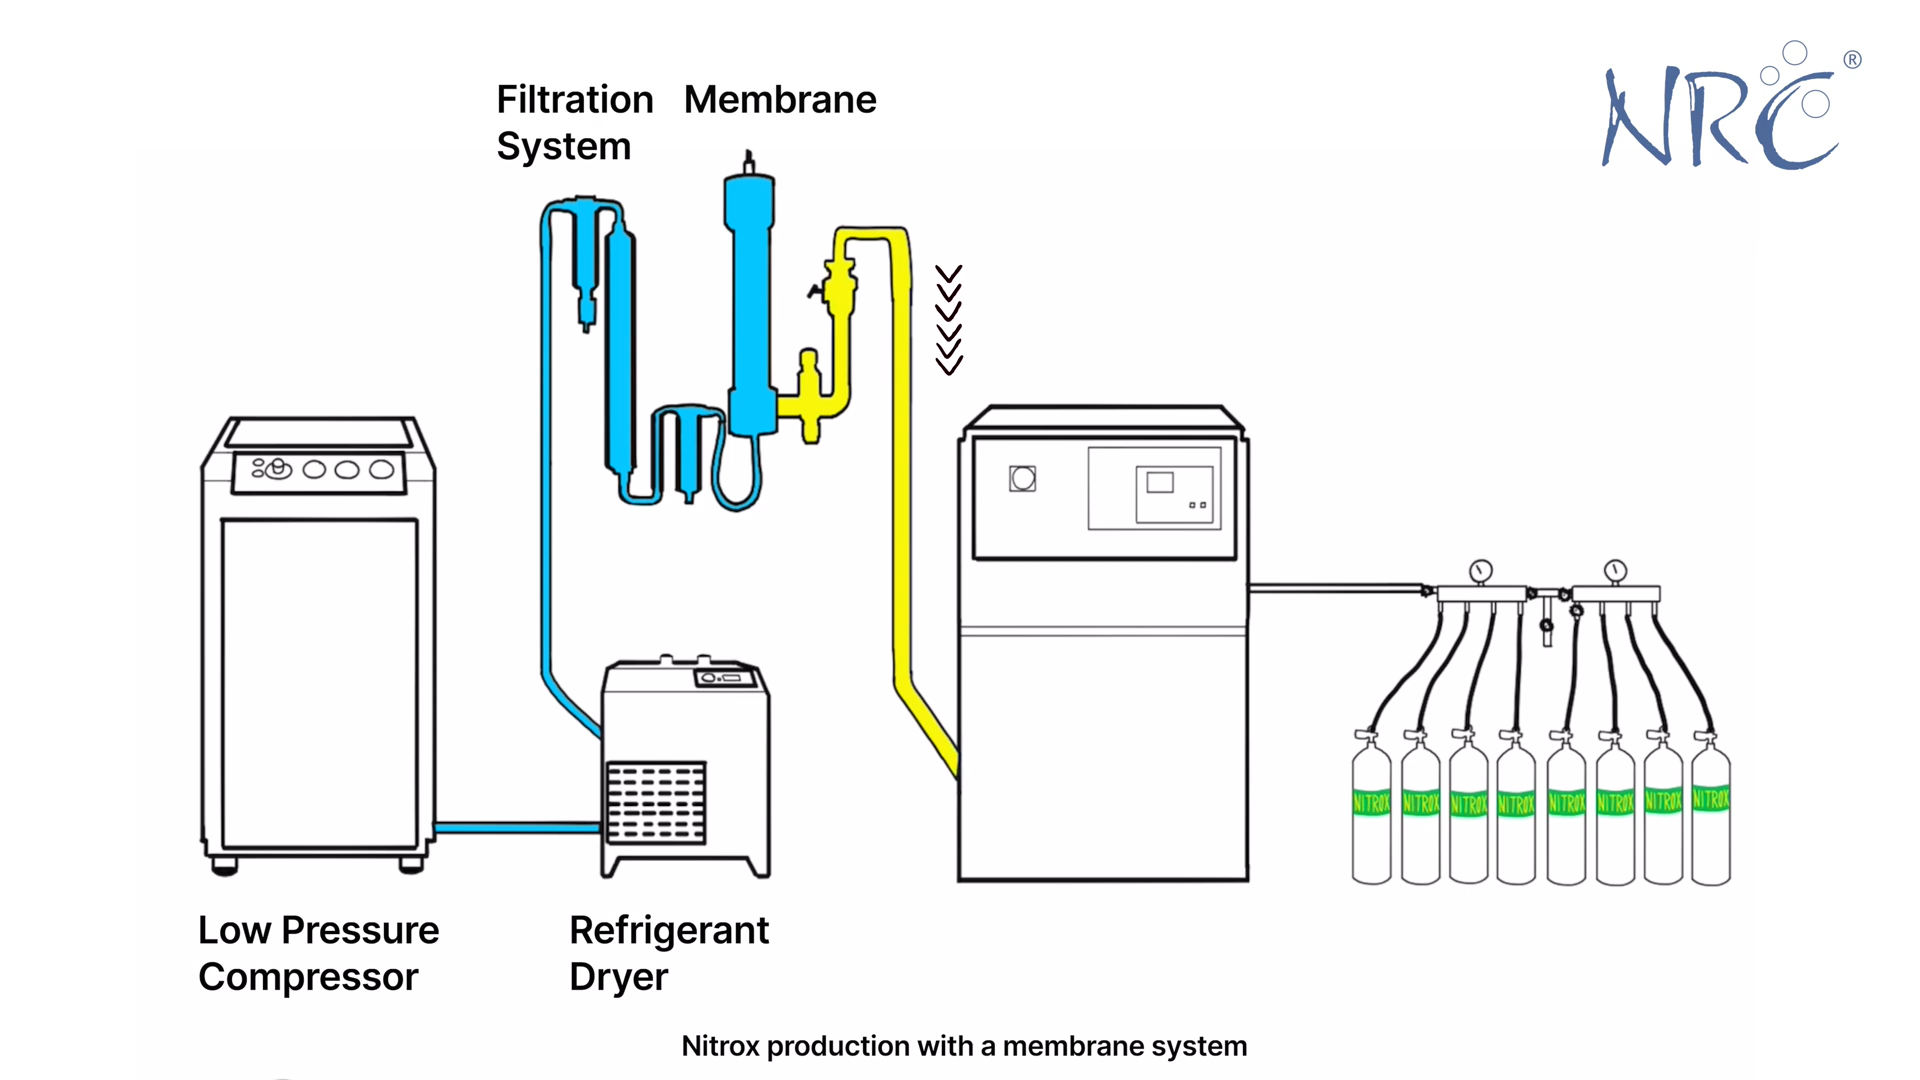 Filtration
System
Membrane
NRC®
NITROX NITROX NITROX NITROX NITROX NITROX NITROX NITROX
Low Pressure
Compressor
Refrigerant
Dryer
Nitrox production with a membrane system